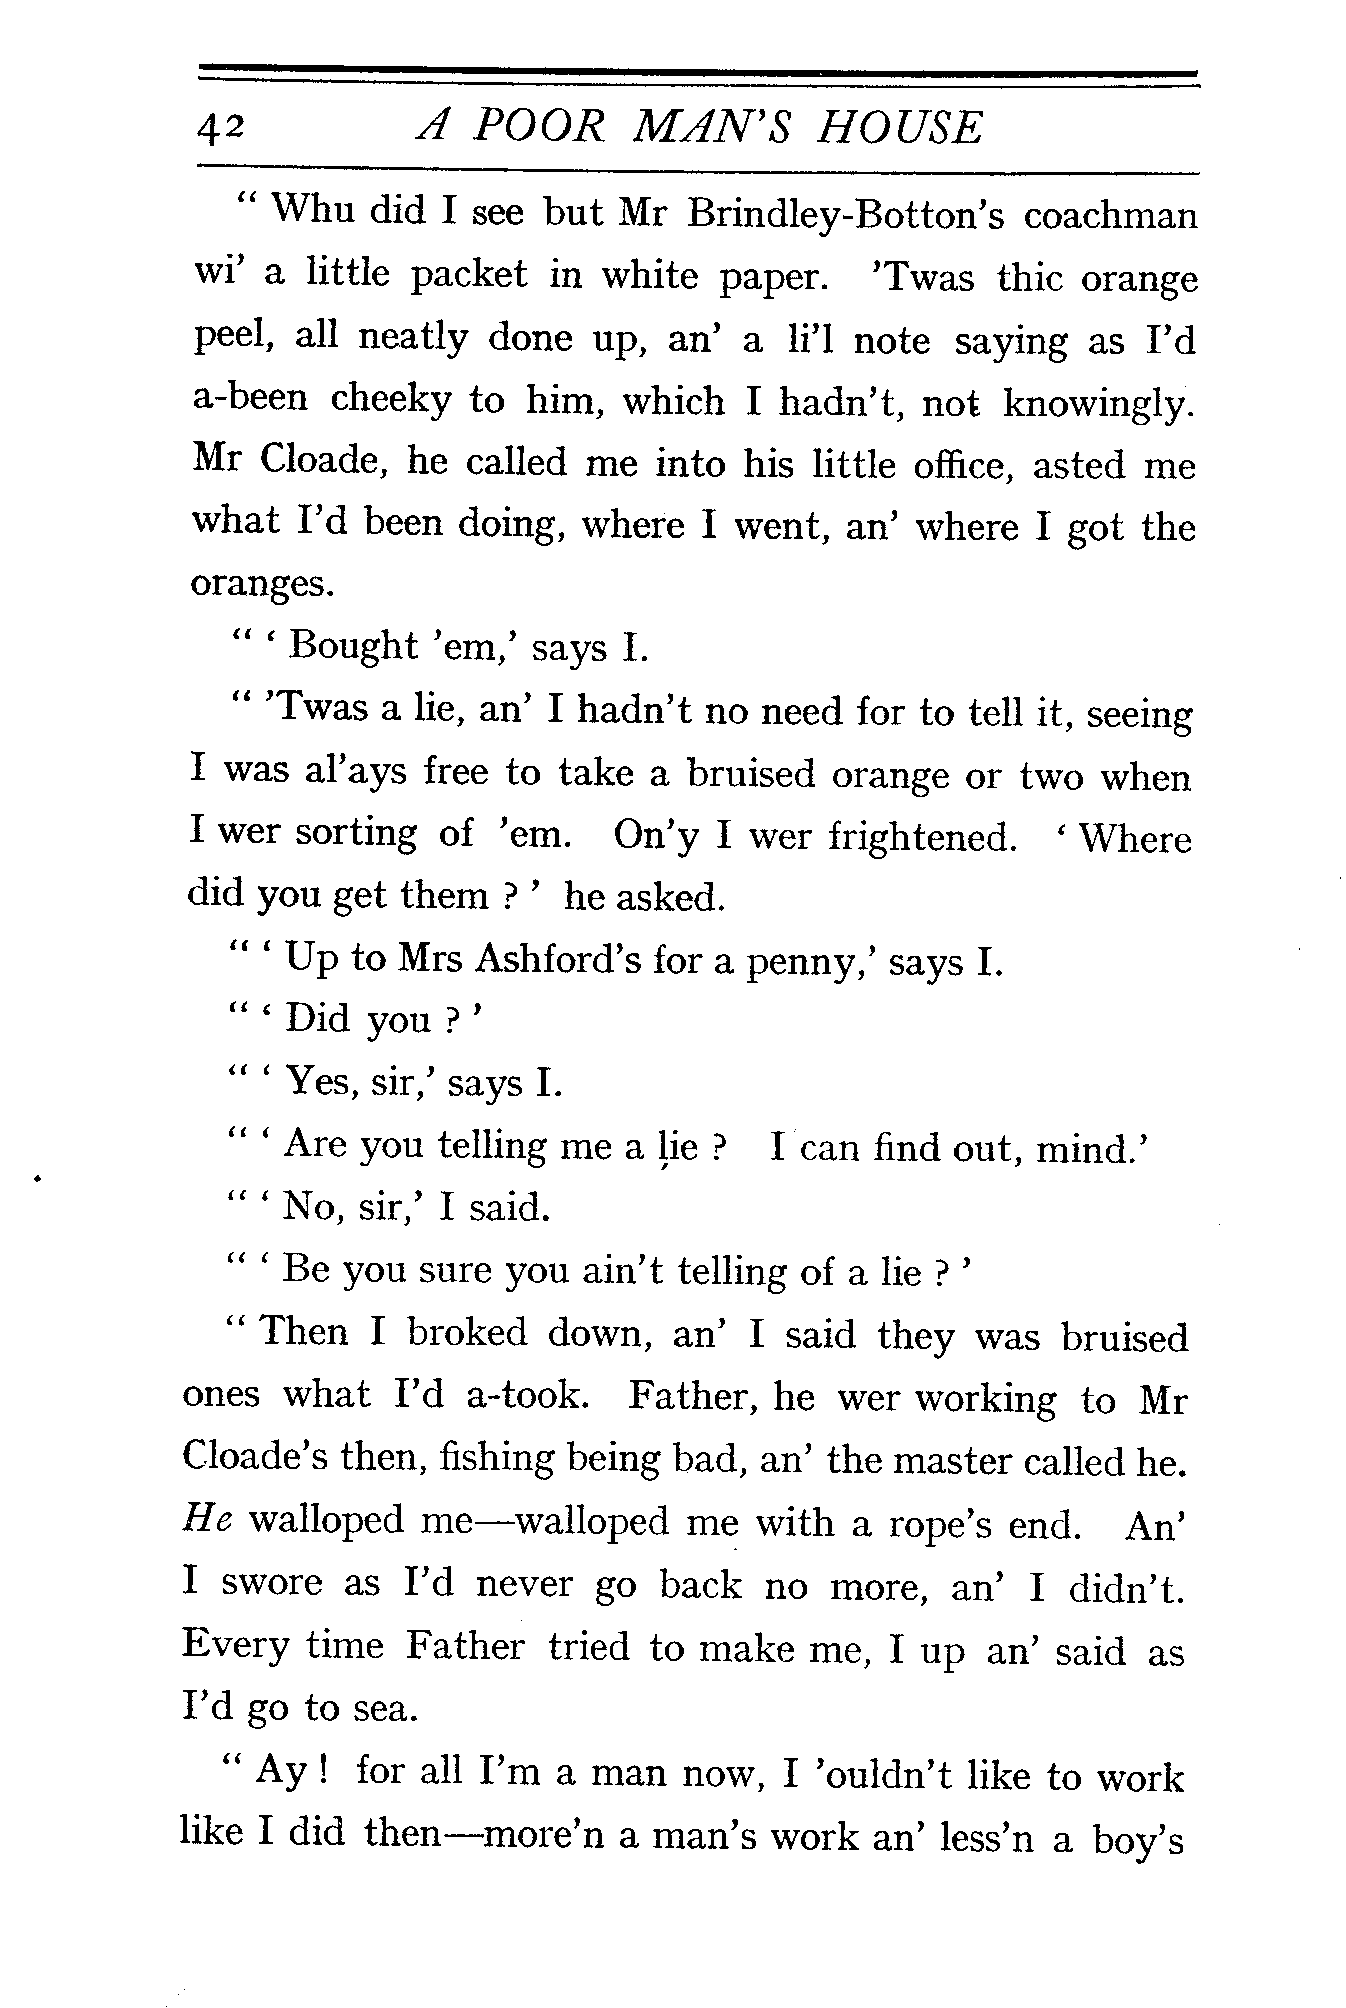 42 A POOR MAN'S HOUSE
“ Whu did I see but Mr Brindley-Botton’s coachman
wi’ a little packet in white paper. ’Twas thic orange
peel, all neatly done up, an’ a li’l note saying as I’d
a-been cheeky to him, which I hadn’t, not knowingly.
Mr Cloade, he called me into his little office, asted me
what I’d been doing, where I went, an’ where I got the
oranges.
“ ‘ Bought ’em,’ says I.
“ ’Twas a lie, an’ I hadn’t no need for to tell it, seeing
I was al’ays free to take a bruised orange or two when
I wer sorting of ’em. On’y I wer frightened. ‘ Where
did you get them ? ’ he asked.
“ ‘ Up to Mrs Ashford’s for a penny,’ says I.
“ ‘ Did you ? ’
“ ‘ Yes, sir,’ says I.
“ ‘ Are you telling me a lie ? I can find out, mind.’
“ ‘ No, sir,’ I said.
“ ‘ Be you sure you ain’t telling of a lie ? ’
“ Then I broked down, an’ I said they was bruised
ones what I’d a-took. Father, he wer working to Mr
Cloade’s then, fishing being bad, an’ the master called he.
He walloped me—walloped me with a rope’s end. An’
I swore as I’d never go back no more, an’ I didn’t.
Every time Father tried to make me, I up an’ said as
I’d go to sea.
“ Ay ! for all I’m a man now, I ’ouldn’t like to work
like I did then—more’n a man’s work an’ less’n a boy’s